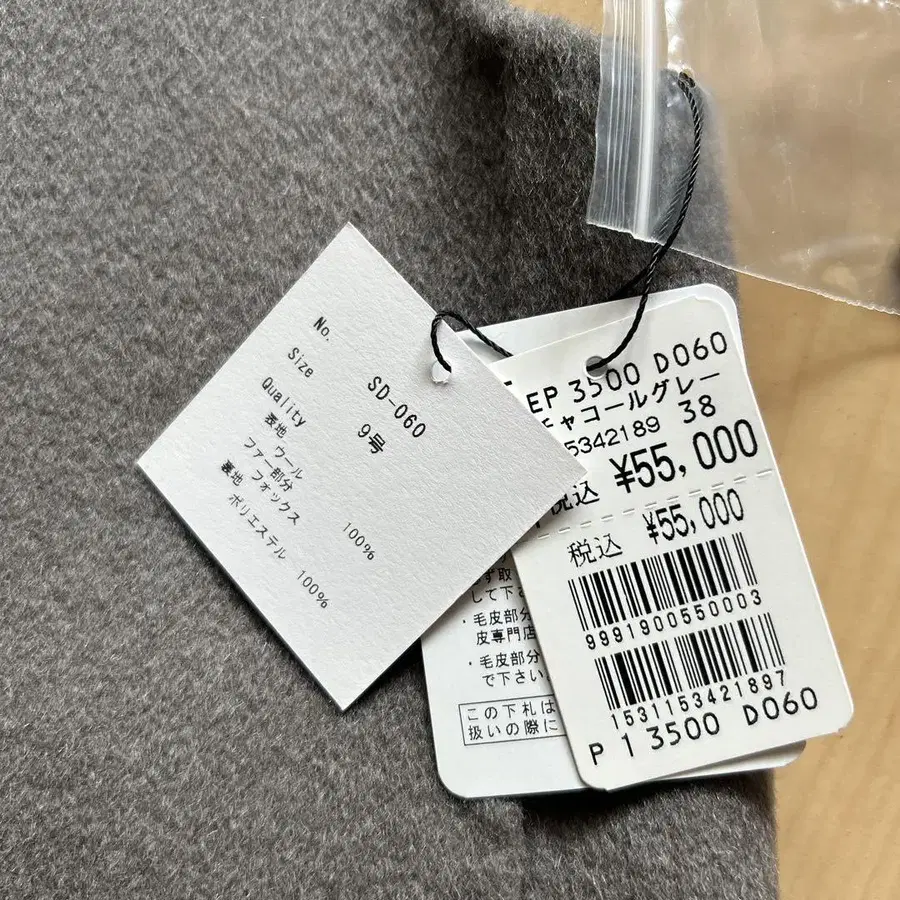 No. SD-060
Size 9号
Quality
表地 ウール 100%
ファー部分
フォックス
裏地 ポリエステル 100%
EP 3500 D060
チャコールグレー
5342189 38
税込 ¥55,000
税込 ¥55,000
9991900550003
1531153421897
P 1 3500 D060
して下さ
・毛皮部分
皮専門店
・毛皮部分
で下さい。
この下札は
扱いの際に